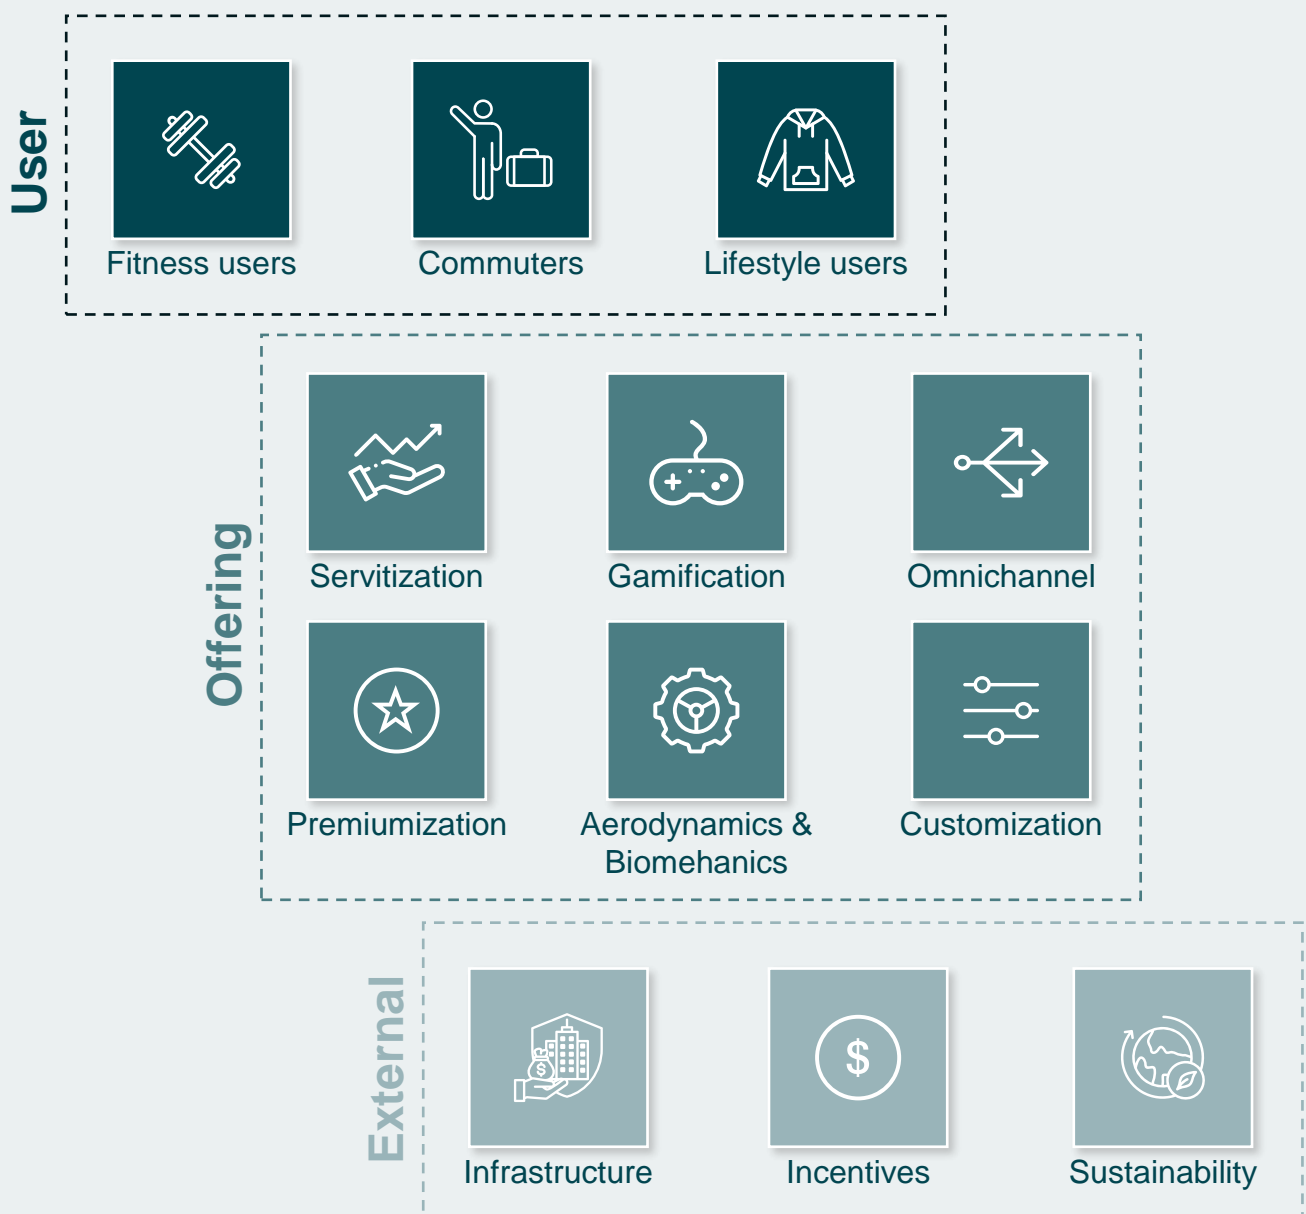 User
Fitness users
Commuters
Lifestyle users
Offering
Servitization
Gamification
Omnichannel
Premiumization
Aerodynamics &
Biomehanics
Customization
External
$
$
Infrastructure
Incentives
Sustainability